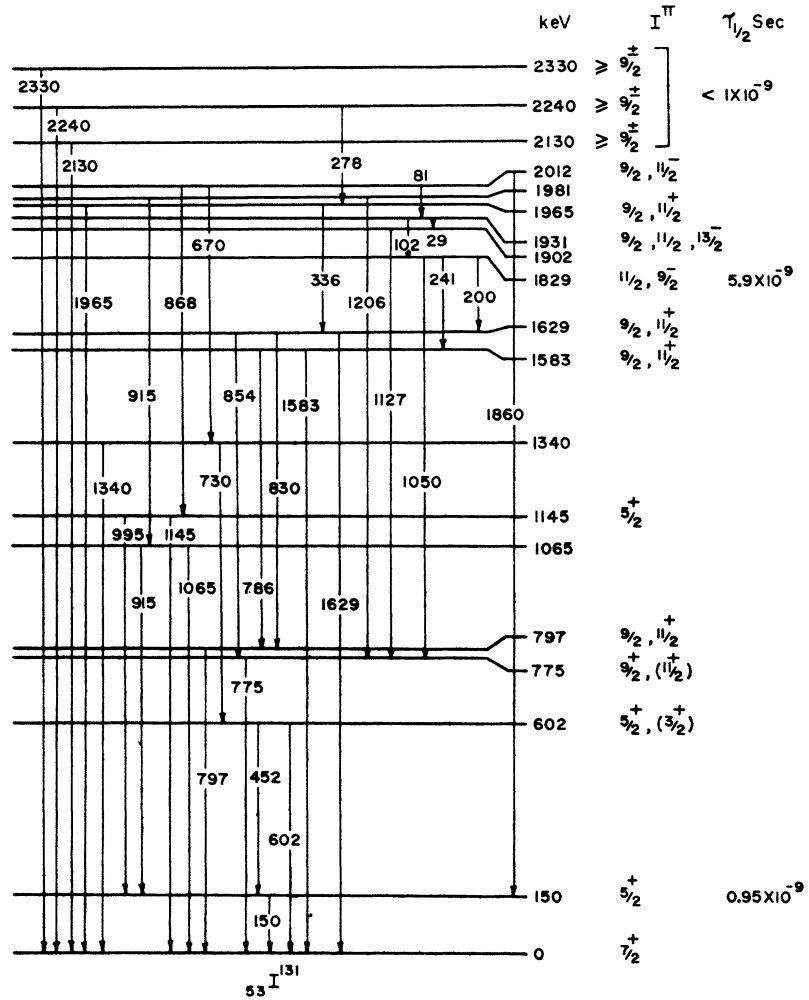 keV I^π τ1/2 Sec
2330 ≥ 9/2±
2330
2240 ≥ 9/2± < 1X10^-9
2240
2130 ≥ 9/2±
2130 278
2012 9/2, 11/2-
81
1981
1965 9/2, 11/2+
670 102 29
1931 9/2, 11/2, 13/2-
1902
336 241
1829 11/2, 9/2- 5.9X10^-9
1965 868 1206 200
1629 9/2, 11/2+
1583 9/2, 11/2+
915 854 1583 1127
1860
1340
1340 730 830 1050
1145 5/2+
995 1145
1065
915 1065 786 1629
797 9/2, 11/2+
775 9/2+, (11/2+)
775
602 5/2+, (3/2+)
797 452
602
150 5/2+ 0.95X10^-9
150
0 7/2+
53 I 131